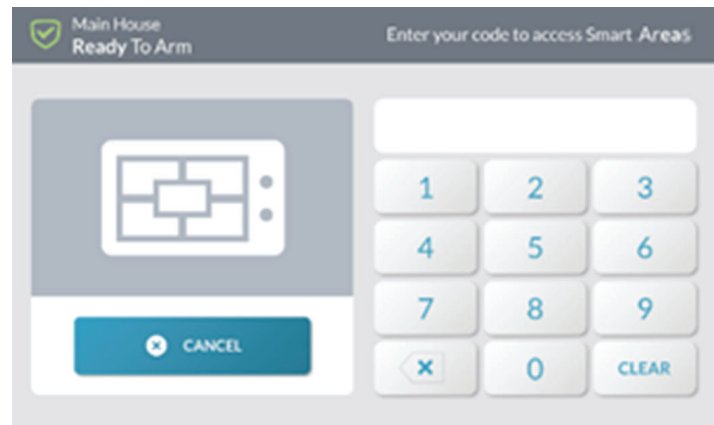 Main House
Ready To Arm
Enter your code to access Smart Areas
1 2 3
4 5 6
7 8 9
0 CLEAR
CANCEL